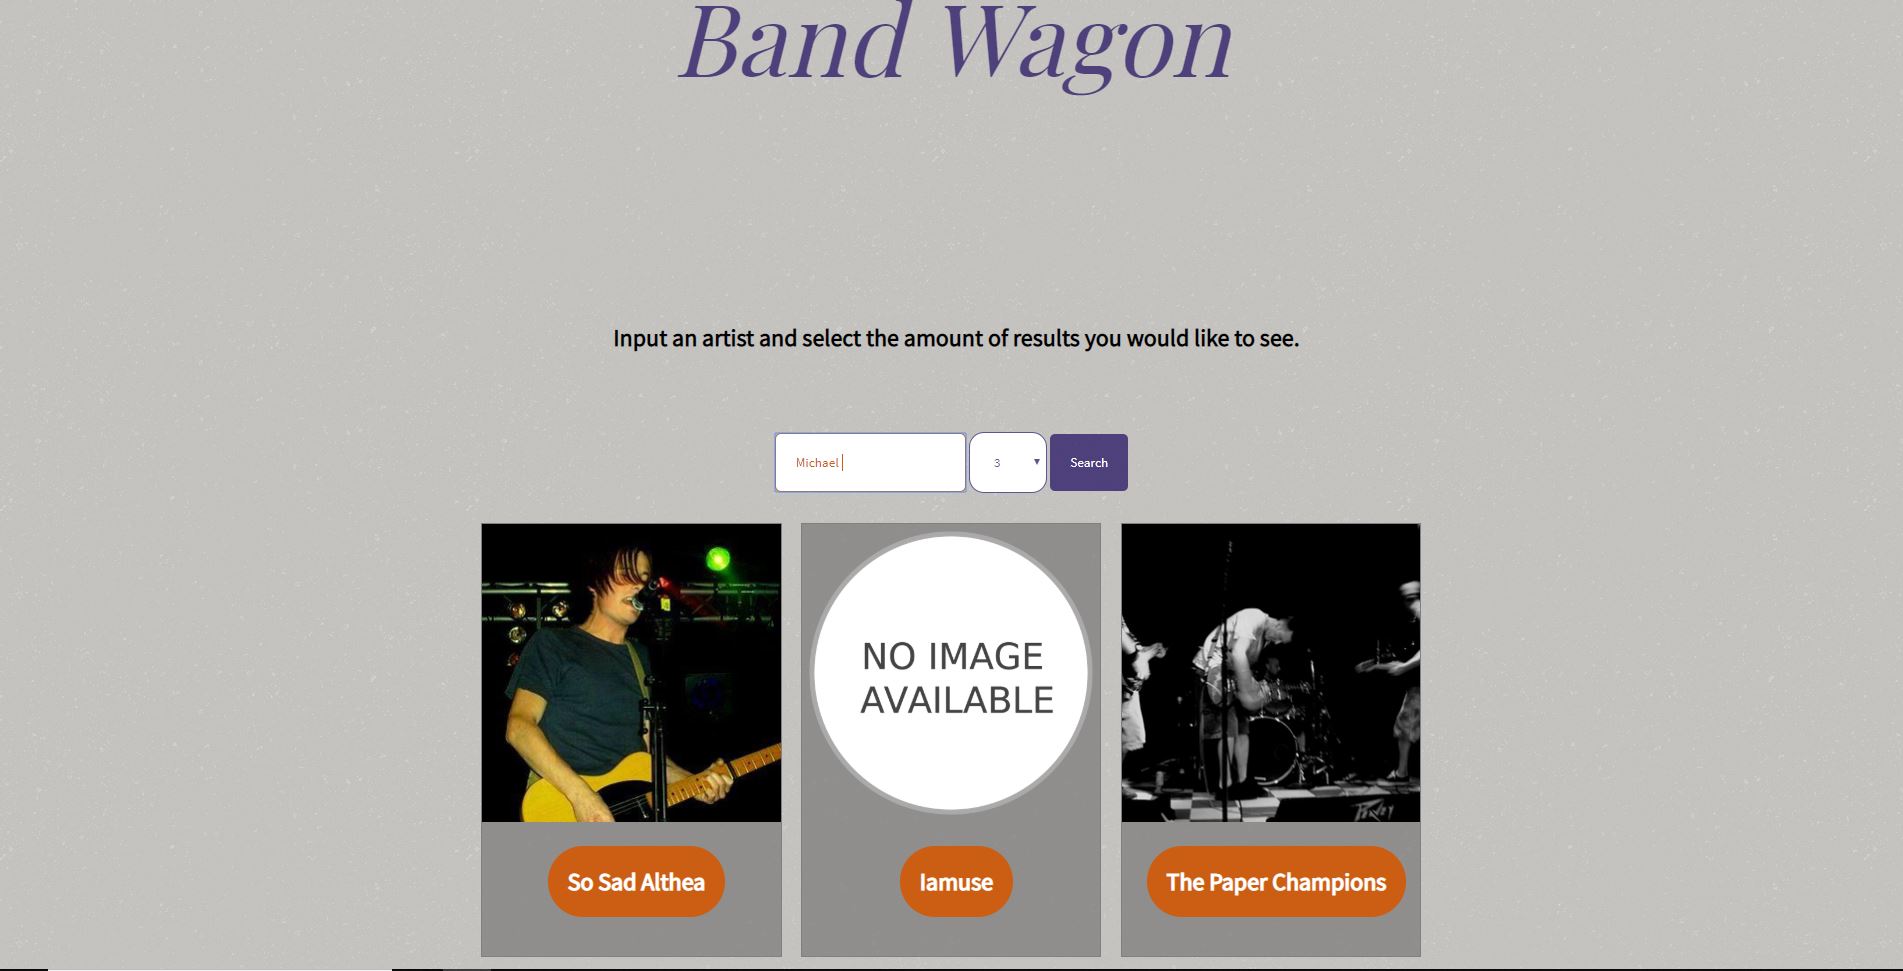 Band Wagon
Input an artist and select the amount of results you would like to see.
Michael
3
Search
NO IMAGE
AVAILABLE
Peavey
So Sad Althea
Iamuse
The Paper Champions